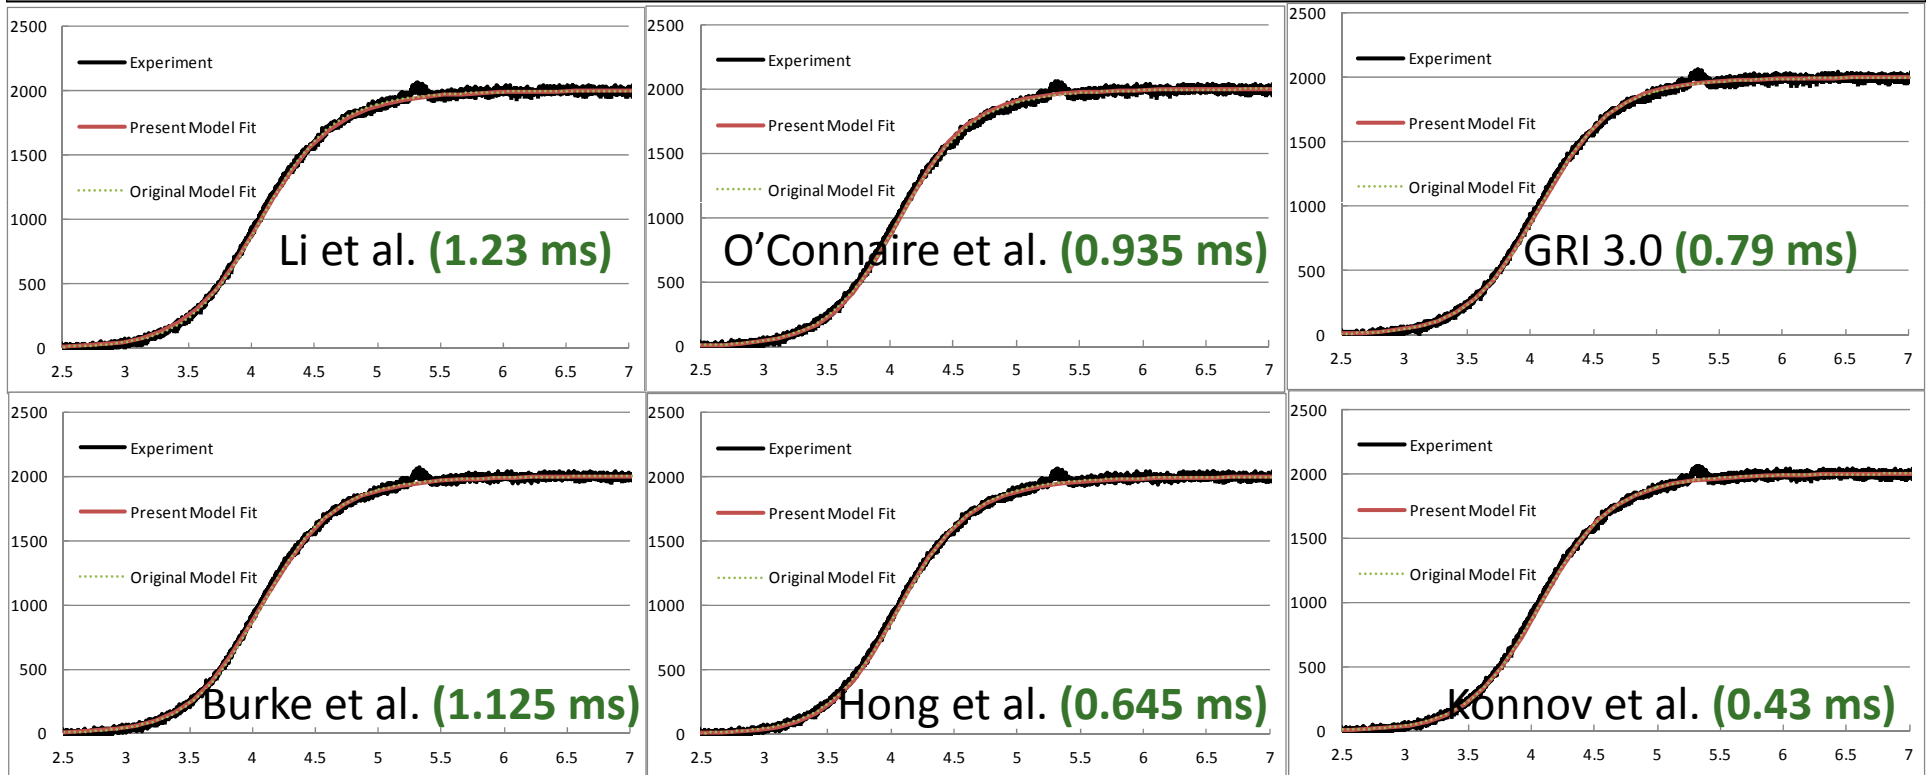 2500
2000
1500
1000
500
0
2.5 3 3.5 4 4.5 5 5.5 6 6.5 7
Experiment
Present Model Fit
Original Model Fit
Li et al. (1.23 ms)
2500
2000
1500
1000
500
0
2.5 3 3.5 4 4.5 5 5.5 6 6.5 7
Experiment
Present Model Fit
Original Model Fit
O’Connaire et al. (0.935 ms)
2500
2000
1500
1000
500
0
2.5 3 3.5 4 4.5 5 5.5 6 6.5 7
Experiment
Present Model Fit
Original Model Fit
GRI 3.0 (0.79 ms)
2500
2000
1500
1000
500
0
2.5 3 3.5 4 4.5 5 5.5 6 6.5 7
Experiment
Present Model Fit
Original Model Fit
Burke et al. (1.125 ms)
2500
2000
1500
1000
500
0
2.5 3 3.5 4 4.5 5 5.5 6 6.5 7
Experiment
Present Model Fit
Original Model Fit
Hong et al. (0.645 ms)
2500
2000
1500
1000
500
0
2.5 3 3.5 4 4.5 5 5.5 6 6.5 7
Experiment
Present Model Fit
Original Model Fit
Konnov et al. (0.43 ms)